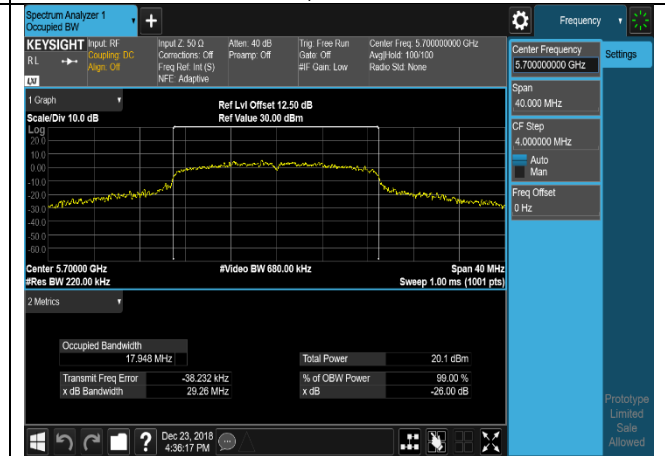 Spectrum Analyzer 1
Occupied BW
Frequency
KEYSIGHT
RL
LXI
Input: RF
Coupling: DC
Align: Off
Input Z: 50 Ω
Corrections: Off
Freq Ref: Int (S)
NFE: Adaptive
Atten: 40 dB
Preamp: Off
Trig: Free Run
Gate: Off
#IF Gain: Low
Center Freq: 5.700000000 GHz
Avg|Hold: 100/100
Radio Std: None
Center Frequency
5.700000000 GHz
Settings
Span
40.000 MHz
CF Step
4.000000 MHz
Auto
Man
Freq Offset
0 Hz
1 Graph
Scale/Div 10.0 dB
Ref Lvl Offset 12.50 dB
Ref Value 30.00 dBm
Log
20.0
10.0
0.00
-10.0
-20.0
-30.0
-40.0
-50.0
-60.0
Center 5.70000 GHz
#Res BW 220.00 kHz
#Video BW 680.00 kHz
Span 40 MHz
Sweep 1.00 ms (1001 pts)
2 Metrics
Occupied Bandwidth
17.948 MHz
Total Power 20.1 dBm
Transmit Freq Error -38.232 kHz
% of OBW Power 99.00 %
x dB Bandwidth 29.26 MHz
x dB -26.00 dB
Dec 23, 2018
4:36:17 PM
Prototype
Limited
Sale
Allowed